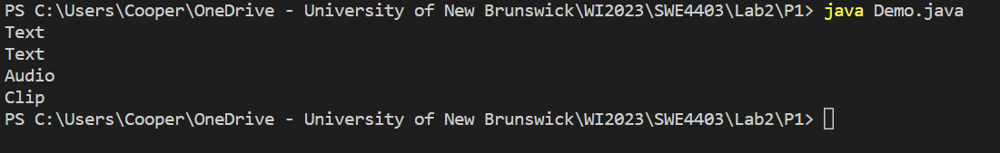 PS C:\Users\Cooper\OneDrive - University of New Brunswick\WI2023\SWE4403\Lab2\P1> java Demo.java
Text
Text
Audio
Clip
PS C:\Users\Cooper\OneDrive - University of New Brunswick\WI2023\SWE4403\Lab2\P1>